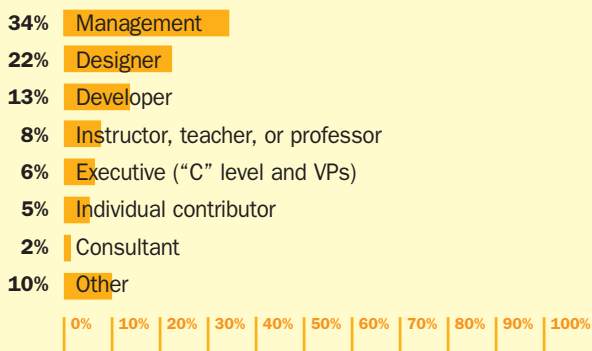 34% Management
22% Designer
13% Developer
8% Instructor, teacher, or professor
6% Executive (“C” level and VPs)
5% Individual contributor
2% Consultant
10% Other
0% 10% 20% 30% 40% 50% 60% 70% 80% 90% 100%